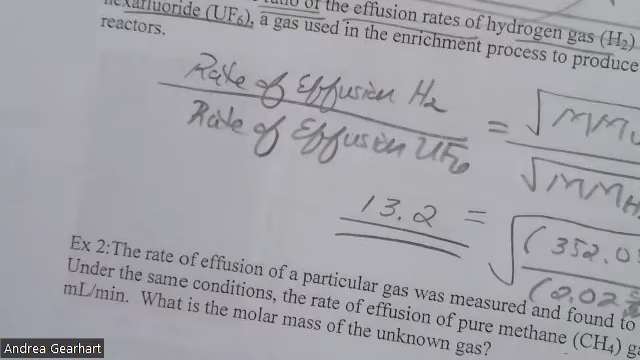 ratio of the effusion rates of hydrogen gas (H2)
hexafluoride (UF6), a gas used in the enrichment process to produce
reactors.
Rate of Effusion H2
Rate of Effusion UF6
= √MMU
√MMH
13.2 = √(352.0
(2.02
Ex 2:The rate of effusion of a particular gas was measured and found to
Under the same conditions, the rate of effusion of pure methane (CH4) g
mL/min. What is the molar mass of the unknown gas?
Andrea Gearhart